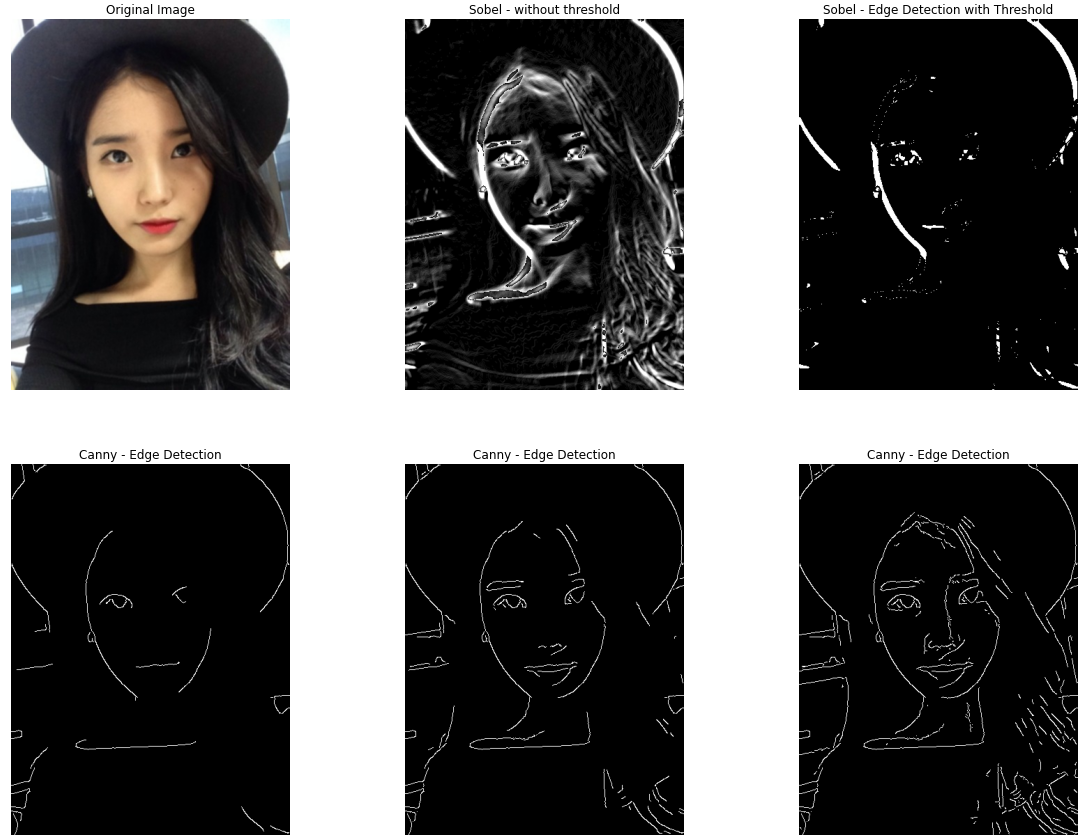 Original Image
Sobel - without threshold
Sobel - Edge Detection with Threshold
Canny - Edge Detection
Canny - Edge Detection
Canny - Edge Detection